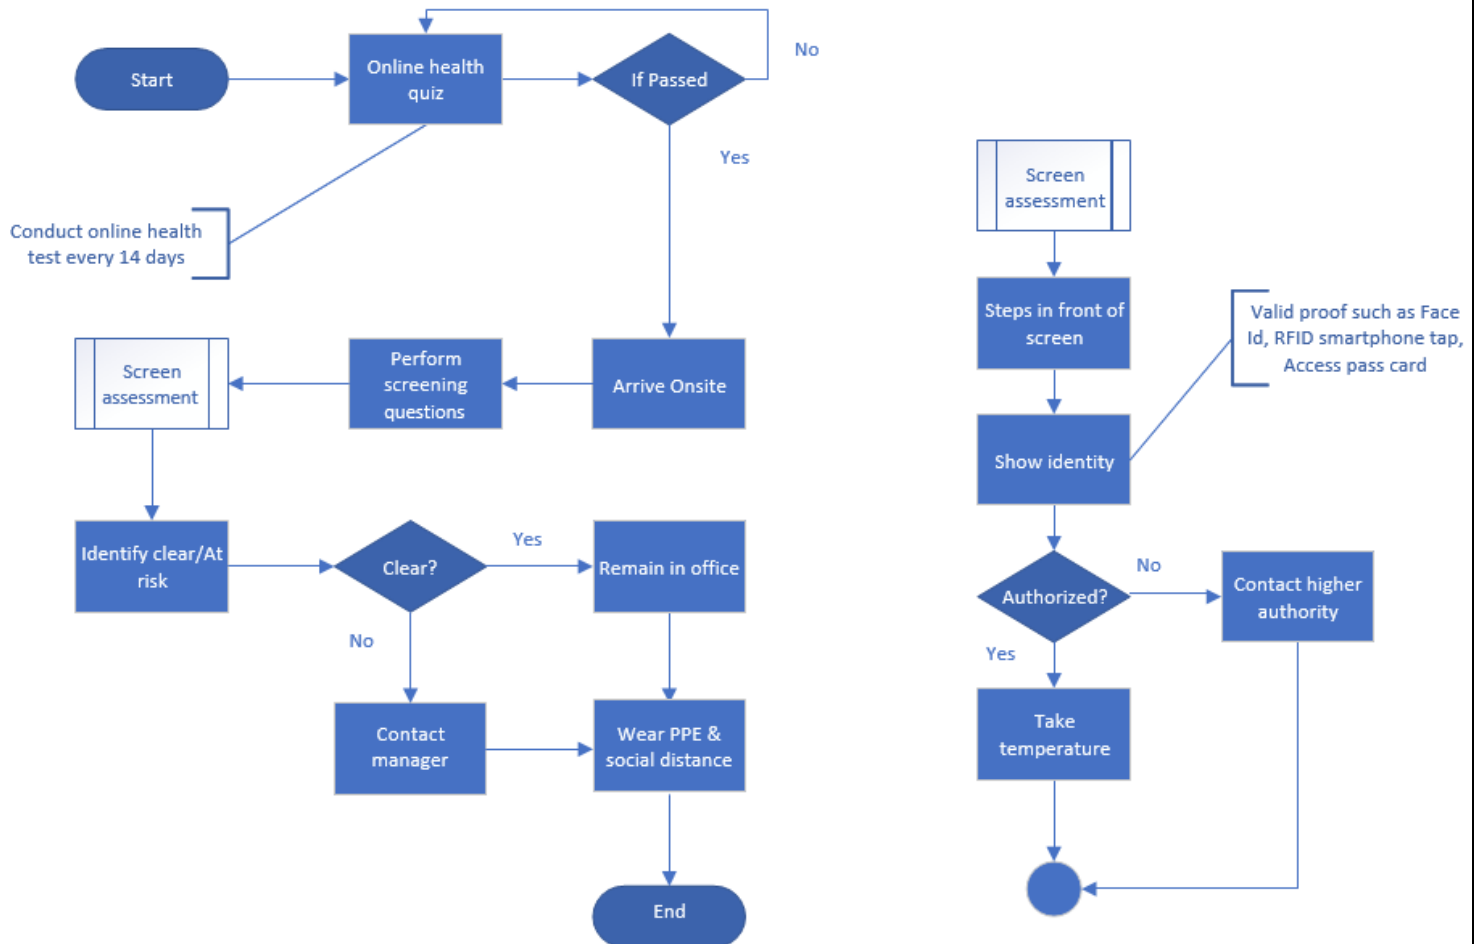 Start
Online health
quiz
If Passed
No
Yes
Conduct online health
test every 14 days
Arrive Onsite
Perform
screening
questions
Screen
assessment
Identify clear/At
risk
Clear?
Yes
Remain in office
No
Contact
manager
Wear PPE &
social distance
End
Screen
assessment
Steps in front of
screen
Valid proof such as Face
Id, RFID smartphone tap,
Access pass card
Show identity
Authorized?
No
Contact higher
authority
Yes
Take
temperature